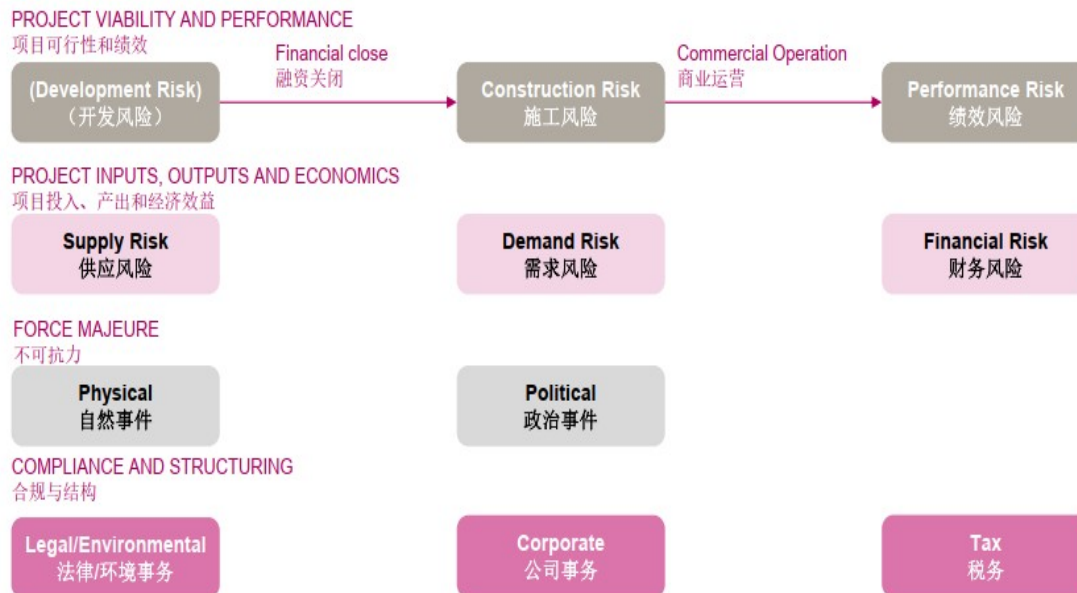 PROJECT VIABILITY AND PERFORMANCE
项目可行性和绩效
Financial close
融资关闭
Commercial Operation
商业运营
(Development Risk)
（开发风险）
Construction Risk
施工风险
Performance Risk
绩效风险
PROJECT INPUTS, OUTPUTS AND ECONOMICS
项目投入、产出和经济效益
Supply Risk
供应风险
Demand Risk
需求风险
Financial Risk
财务风险
FORCE MAJEURE
不可抗力
Physical
自然事件
Political
政治事件
COMPLIANCE AND STRUCTURING
合规与结构
Legal/Environmental
法律/环境事务
Corporate
公司事务
Tax
税务